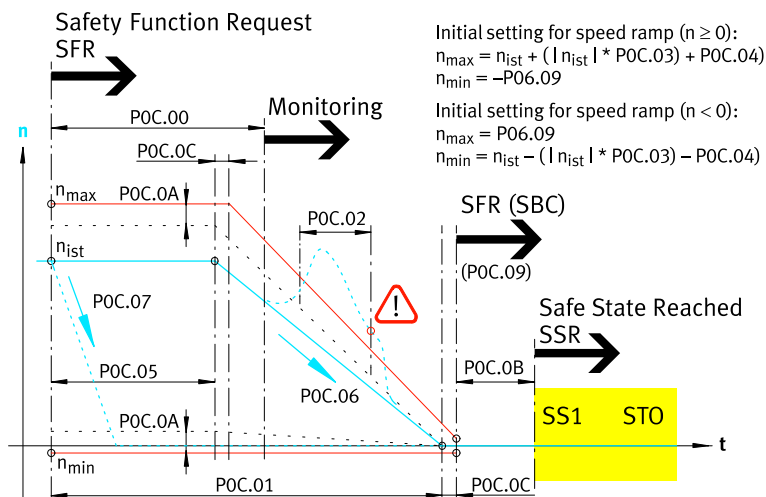 Safety Function Request
SFR
Initial setting for speed ramp (n ≥ 0):
nmax = nist + ( | nist | * P0C.03) + P0C.04)
nmin = –P06.09
Initial setting for speed ramp (n < 0):
nmax = P06.09
nmin = nist – ( | nist | * P0C.03) – P0C.04)
P0C.00
Monitoring
n
P0C.0C
nmax
P0C.0A
P0C.02
SFR (SBC)
(P0C.09)
nist
!
P0C.07
Safe State Reached
SSR
P0C.05
P0C.06
P0C.0B
P0C.0A
SS1
STO
t
nmin
P0C.01
P0C.0C